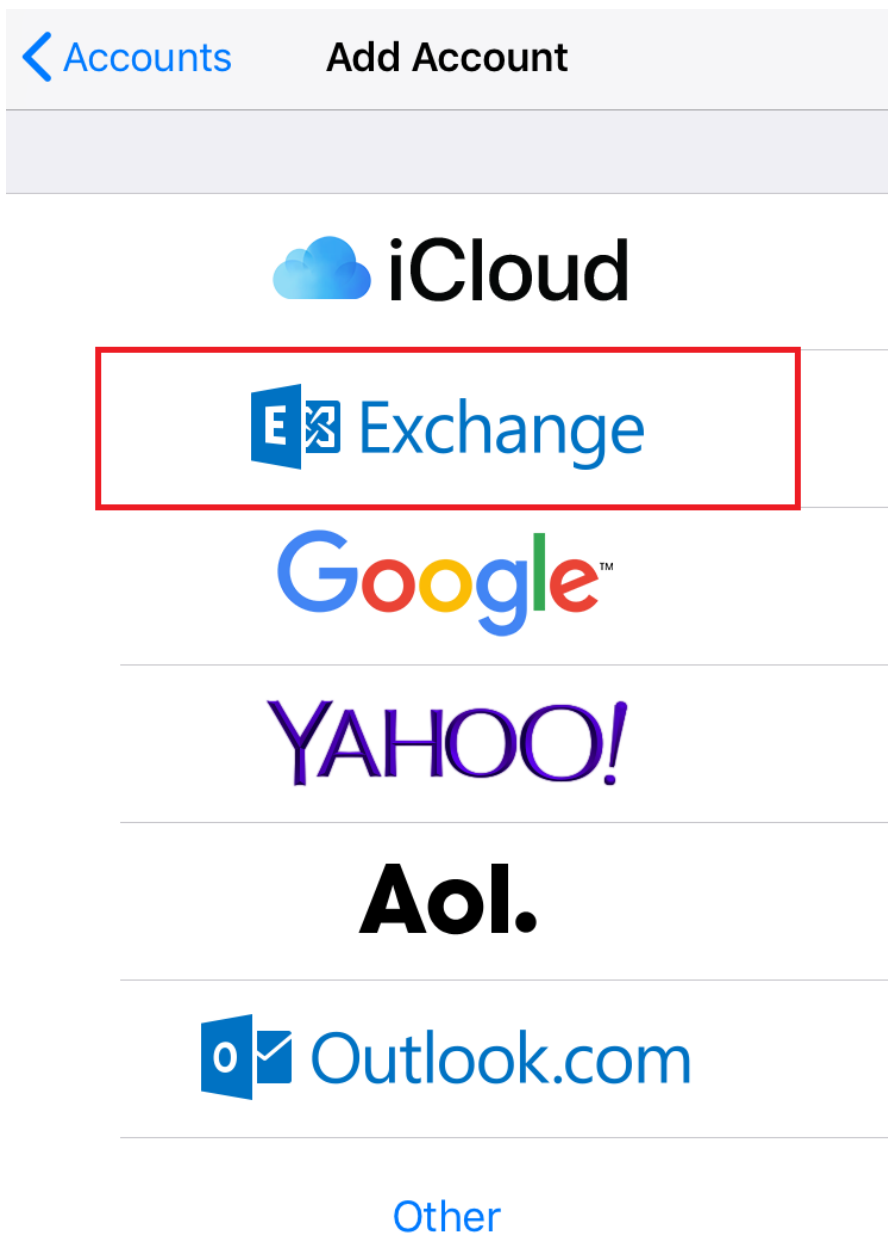 Accounts Add Account
iCloud
E Exchange
Google™
YAHOO!
Aol.
o Outlook.com
Other